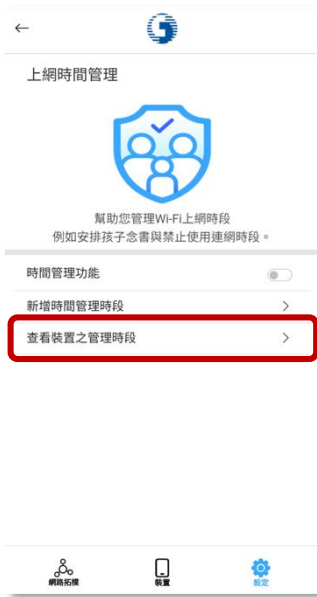 上網時間管理
幫助您管理Wi-Fi上網時段
例如安排孩子念書與禁止使用連網時段。
時間管理功能
新增時間管理時段
查看裝置之管理時段
網路拓樸
裝置
設定